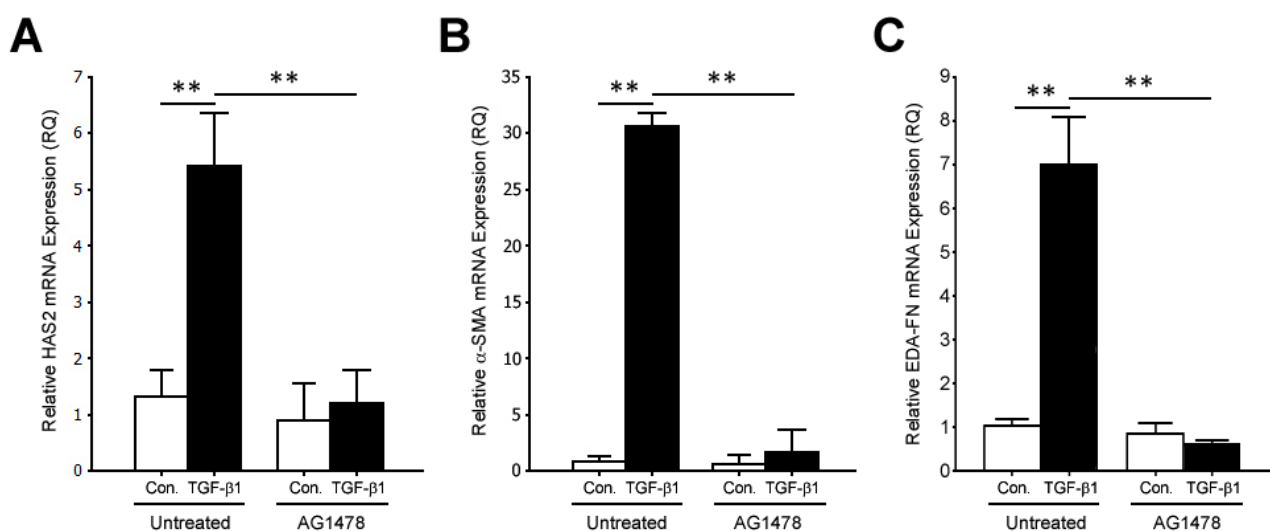 A
Relative HAS2 mRNA Expression (RQ)
7
6
5
4
3
2
1
0
**
**
Con. TGF-β1
Con. TGF-β1
Untreated
AG1478
B
Relative α-SMA mRNA Expression (RQ)
35
30
25
20
15
10
5
0
**
**
Con. TGF-β1
Con. TGF-β1
Untreated
AG1478
C
Relative EDA-FN mRNA Expression (RQ)
9
8
7
6
5
4
3
2
1
0
**
**
Con. TGF-β1
Con. TGF-β1
Untreated
AG1478